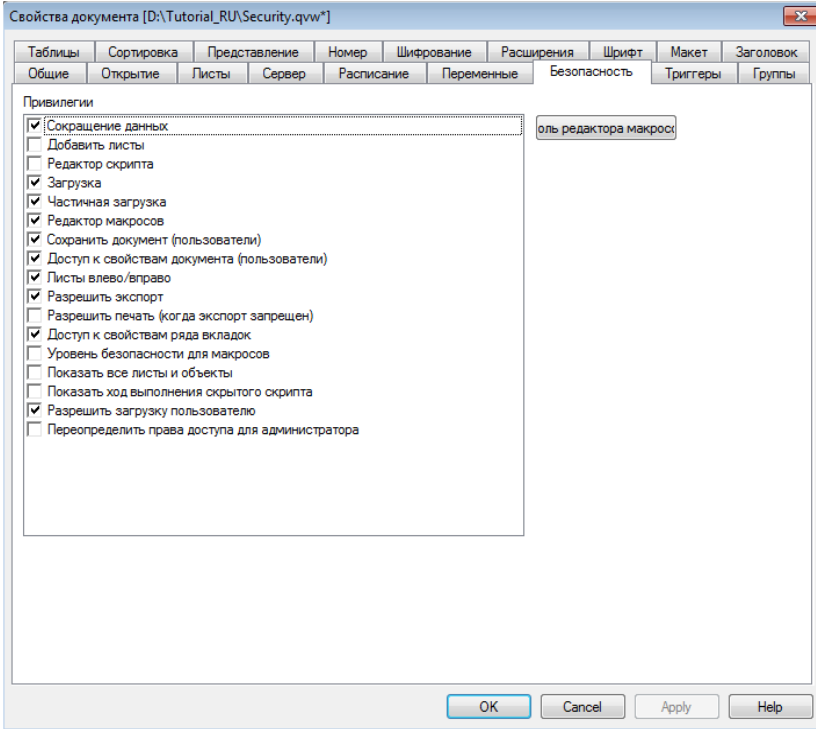 Свойства документа [D:\Tutorial_RU\Security.qvw*]
Таблицы Сортировка Представление Номер Шифрование Расширения Шрифт Макет Заголовок
Общие Открытие Листы Сервер Расписание Переменные Безопасность Триггеры Группы
Привилегии
Сокращение данных
оль редактора макросо
Добавить листы
Редактор скрипта
Загрузка
Частичная загрузка
Редактор макросов
Сохранить документ (пользователи)
Доступ к свойствам документа (пользователи)
Листы влево/вправо
Разрешить экспорт
Разрешить печать (когда экспорт запрещен)
Доступ к свойствам ряда вкладок
Уровень безопасности для макросов
Показать все листы и объекты
Показать ход выполнения скрытого скрипта
Разрешить загрузку пользователю
Переопределить права доступа для администратора
OK Cancel Apply Help